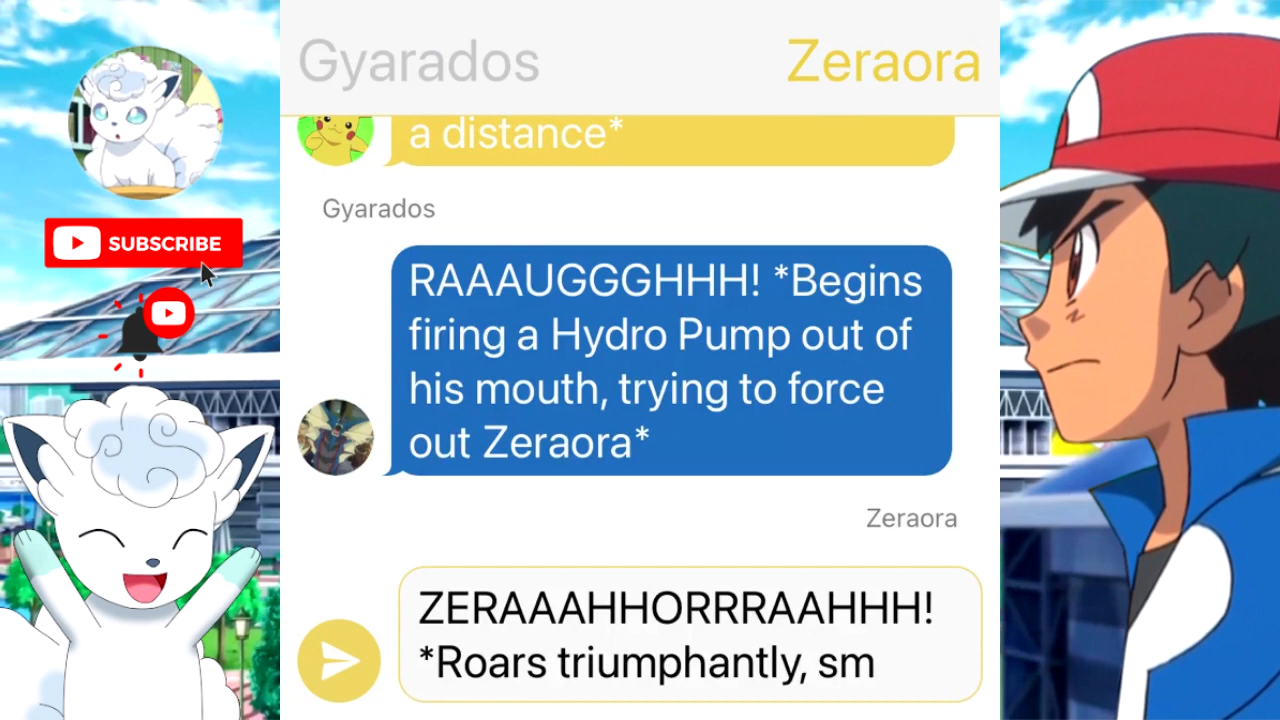 Gyarados
Zeraora
a distance*
Gyarados
RAAAUGGGHHH! *Begins
firing a Hydro Pump out of
his mouth, trying to force
out Zeraora*
Zeraora
ZERAAAHHORRRAAHHH!
*Roars triumphantly, sm
SUBSCRIBE